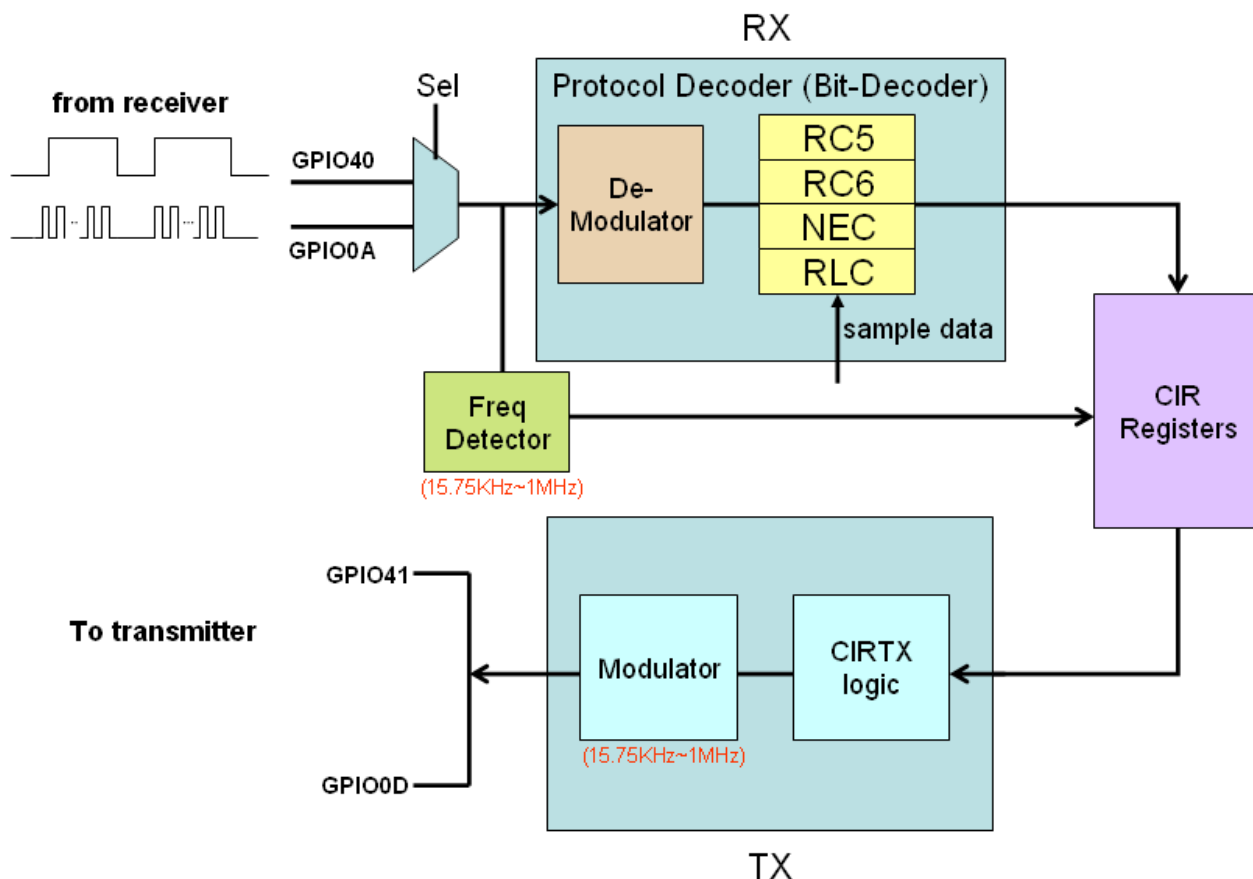 RX
Sel
Protocol Decoder (Bit-Decoder)
from receiver
GPIO40
GPIO0A
De-
Modulator
RC5
RC6
NEC
RLC
sample data
Freq
Detector
(15.75KHz~1MHz)
CIR
Registers
GPIO41
To transmitter
GPIO0D
Modulator
(15.75KHz~1MHz)
CIRTX
logic
TX